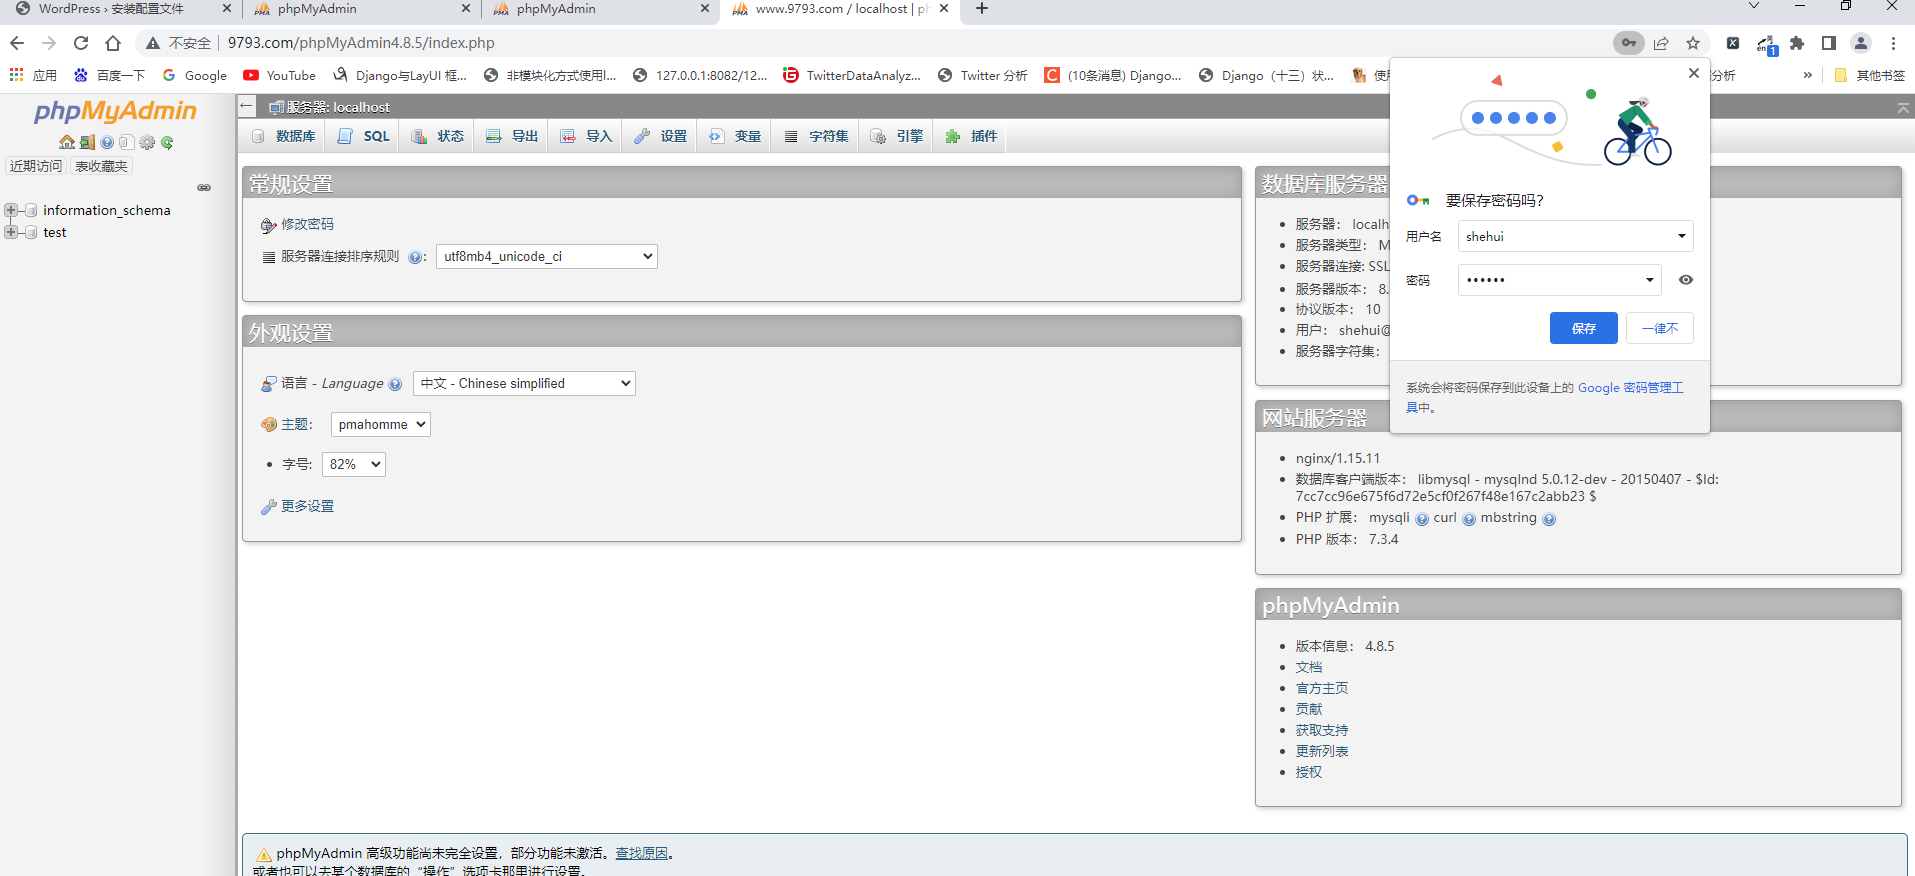 WordPress › 安装配置文件
phpMyAdmin
phpMyAdmin
www.9793.com / localhost | ph
不安全 | 9793.com/phpMyAdmin4.8.5/index.php
应用
百度一下
Google
YouTube
Django与LayUI 框...
非模块化方式使用l...
127.0.0.1:8082/12...
TwitterDataAnalyz...
Twitter 分析
(10条消息) Django...
Django（十三）状...
分析
»
其他书签
phpMyAdmin
近期访问
表收藏夹
information_schema
test
服务器: localhost
数据库
SQL
状态
导出
导入
设置
变量
字符集
引擎
插件
常规设置
修改密码
服务器连接排序规则 : utf8mb4_unicode_ci
外观设置
语言 - Language 中文 - Chinese simplified
主题： pmahomme
字号: 82%
更多设置
数据库服务器
服务器： localh
服务器类型： M
服务器连接: SSL
服务器版本： 8.
协议版本： 10
用户： shehui@
服务器字符集：
网站服务器
nginx/1.15.11
数据库客户端版本： libmysql - mysqlnd 5.0.12-dev - 20150407 - $Id:
7cc7cc96e675f6d72e5cf0f267f48e167c2abb23 $
PHP 扩展： mysqli curl mbstring
PHP 版本： 7.3.4
phpMyAdmin
版本信息： 4.8.5
文档
官方主页
贡献
获取支持
更新列表
授权
要保存密码吗？
用户名 shehui
密码 ••••••
保存
一律不
系统会将密码保存到此设备上的 Google 密码管理工
具中。
phpMyAdmin 高级功能尚未完全设置，部分功能未激活。查找原因。
或者也可以去某个数据库的“操作”选项卡那里进行设置。